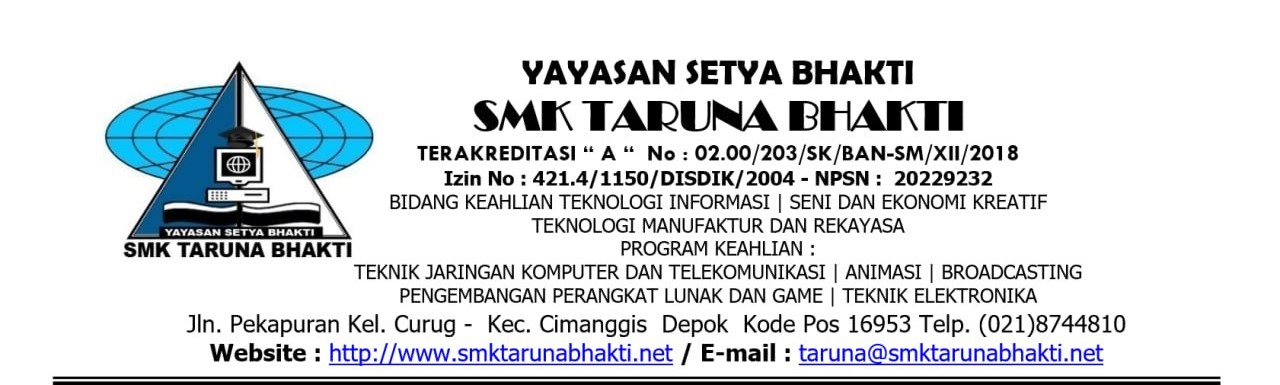 YAYASAN SETYA BHAKTI
SMK TARUNA BHAKTI
TERAKREDITASI “ A “ No : 02.00/203/SK/BAN-SM/XII/2018
Izin No : 421.4/1150/DISDIK/2004 - NPSN : 20229232
BIDANG KEAHLIAN TEKNOLOGI INFORMASI | SENI DAN EKONOMI KREATIF
TEKNOLOGI MANUFAKTUR DAN REKAYASA
PROGRAM KEAHLIAN :
TEKNIK JARINGAN KOMPUTER DAN TELEKOMUNIKASI | ANIMASI | BROADCASTING
PENGEMBANGAN PERANGKAT LUNAK DAN GAME | TEKNIK ELEKTRONIKA
YAYASAN SETYA BHAKTI
SMK TARUNA BHAKTI
Jln. Pekapuran Kel. Curug - Kec. Cimanggis Depok Kode Pos 16953 Telp. (021)8744810
Website : http://www.smktarunabhakti.net / E-mail : taruna@smktarunabhakti.net